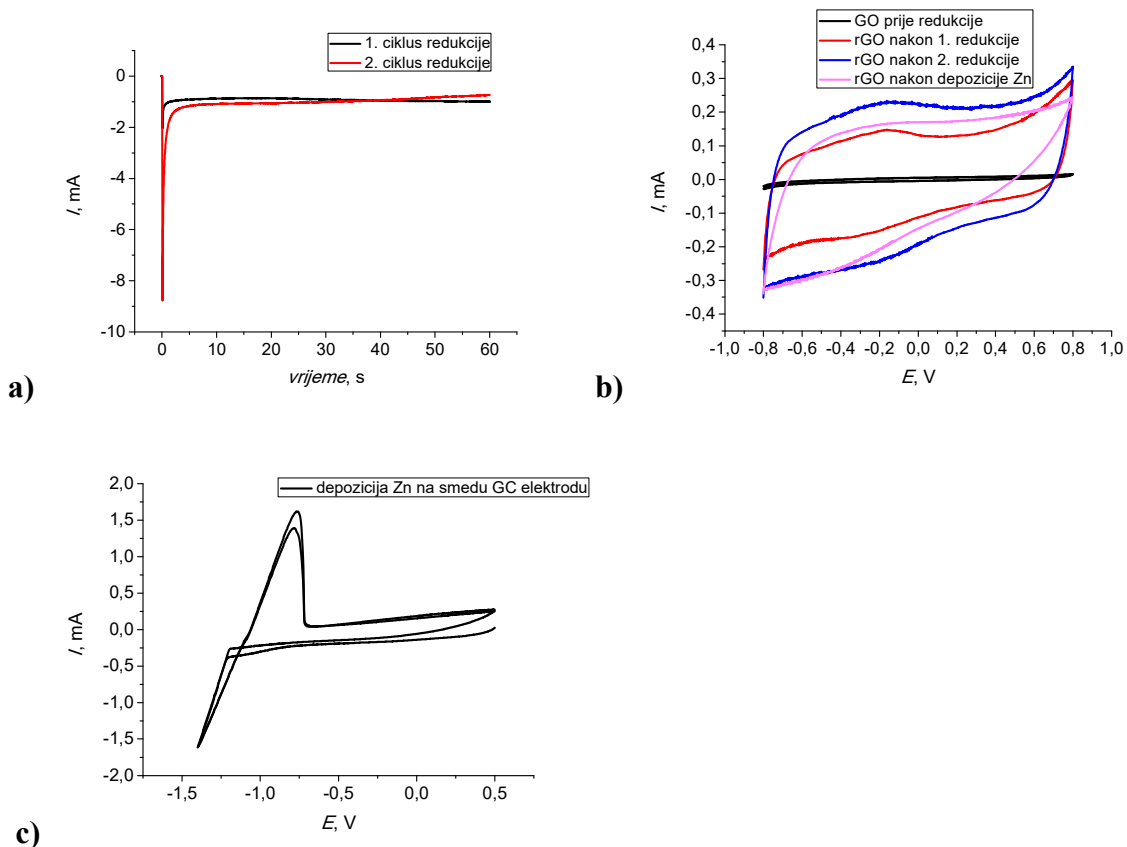 1. ciklus redukcije
2. ciklus redukcije
0
-2
-4
-6
-8
-10
I, mA
0
10
20
30
40
50
60
vrijeme, s
a)
GO prije redukcije
rGO nakon 1. redukcije
rGO nakon 2. redukcije
rGO nakon depozicije Zn
0,4
0,3
0,2
0,1
0,0
-0,1
-0,2
-0,3
-0,4
I, mA
-1,0
-0,8
-0,6
-0,4
-0,2
0,0
0,2
0,4
0,6
0,8
1,0
E, V
b)
depozicija Zn na smeđu GC elektrodu
2,0
1,5
1,0
0,5
0,0
-0,5
-1,0
-1,5
-2,0
I, mA
-1,5
-1,0
-0,5
0,0
0,5
E, V
c)